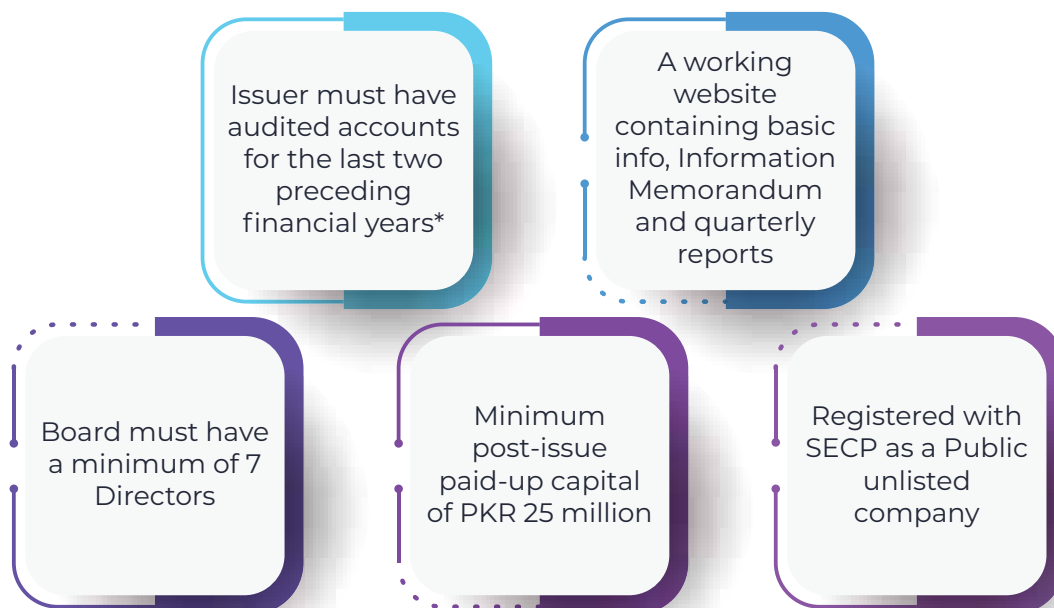 Issuer must have
audited accounts
for the last two
preceding
financial years*
A working
website
containing basic
info, Information
Memorandum
and quarterly
reports
Board must have
a minimum of 7
Directors
Minimum
post-issue
paid-up capital
of PKR 25 million
Registered with
SECP as a Public
unlisted
company